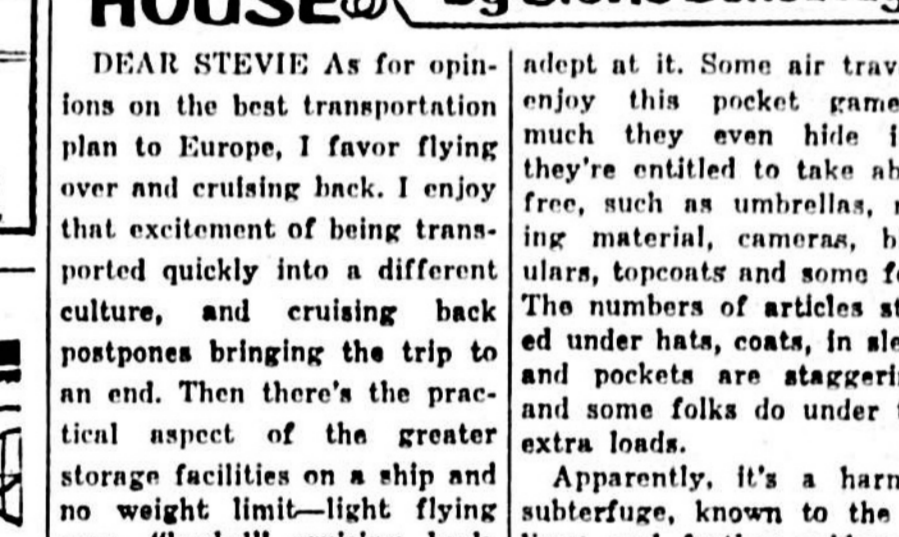 HOUSE
DEAR STEVIE As for opin-
ions on the best transportation
plan to Europe, I favor flying
over and cruising back. I enjoy
that excitement of being trans-
ported quickly into a different
culture, and cruising back
postpones bringing the trip to
an end. Then there's the prac-
tical aspect of the greater
storage facilities on a ship and
no weight limit—light flying
adept at it. Some air
enjoy this pocket
much they even hide
they're entitled to take
free, such as umbrellas,
ing material, cameras,
ulars, topcoats and some
The numbers of articles
ed under hats, coats, in
and pockets are
and some folks do under
extra loads.
Apparently, it's a
subterfuge, known to the